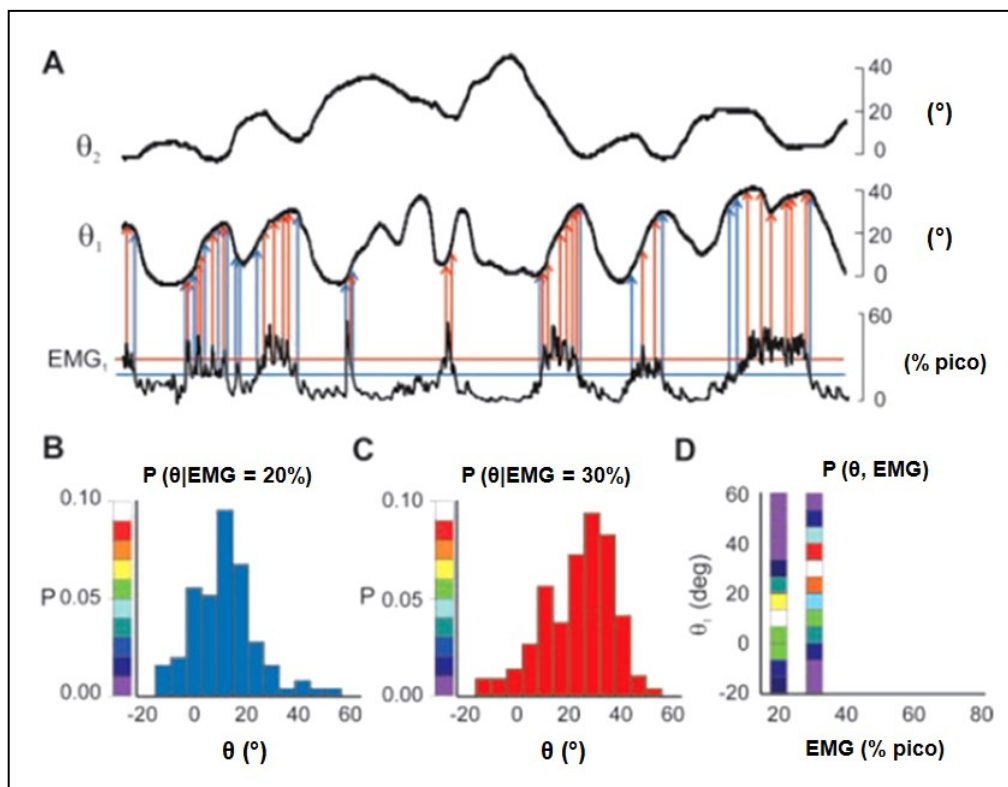 A
θ2
40
20
0
(°)
θ1
40
20
0
(°)
EMG1
60
0
(% pico)
B
P (θ|EMG = 20%)
0.10
P 0.05
0.00
-20 0 20 40 60
θ (°)
C
P (θ|EMG = 30%)
0.10
P 0.05
0.00
-20 0 20 40 60
θ (°)
D
P (θ, EMG)
60
40
20
0
-20
θ1 (deg)
20 40 60 80
EMG (% pico)